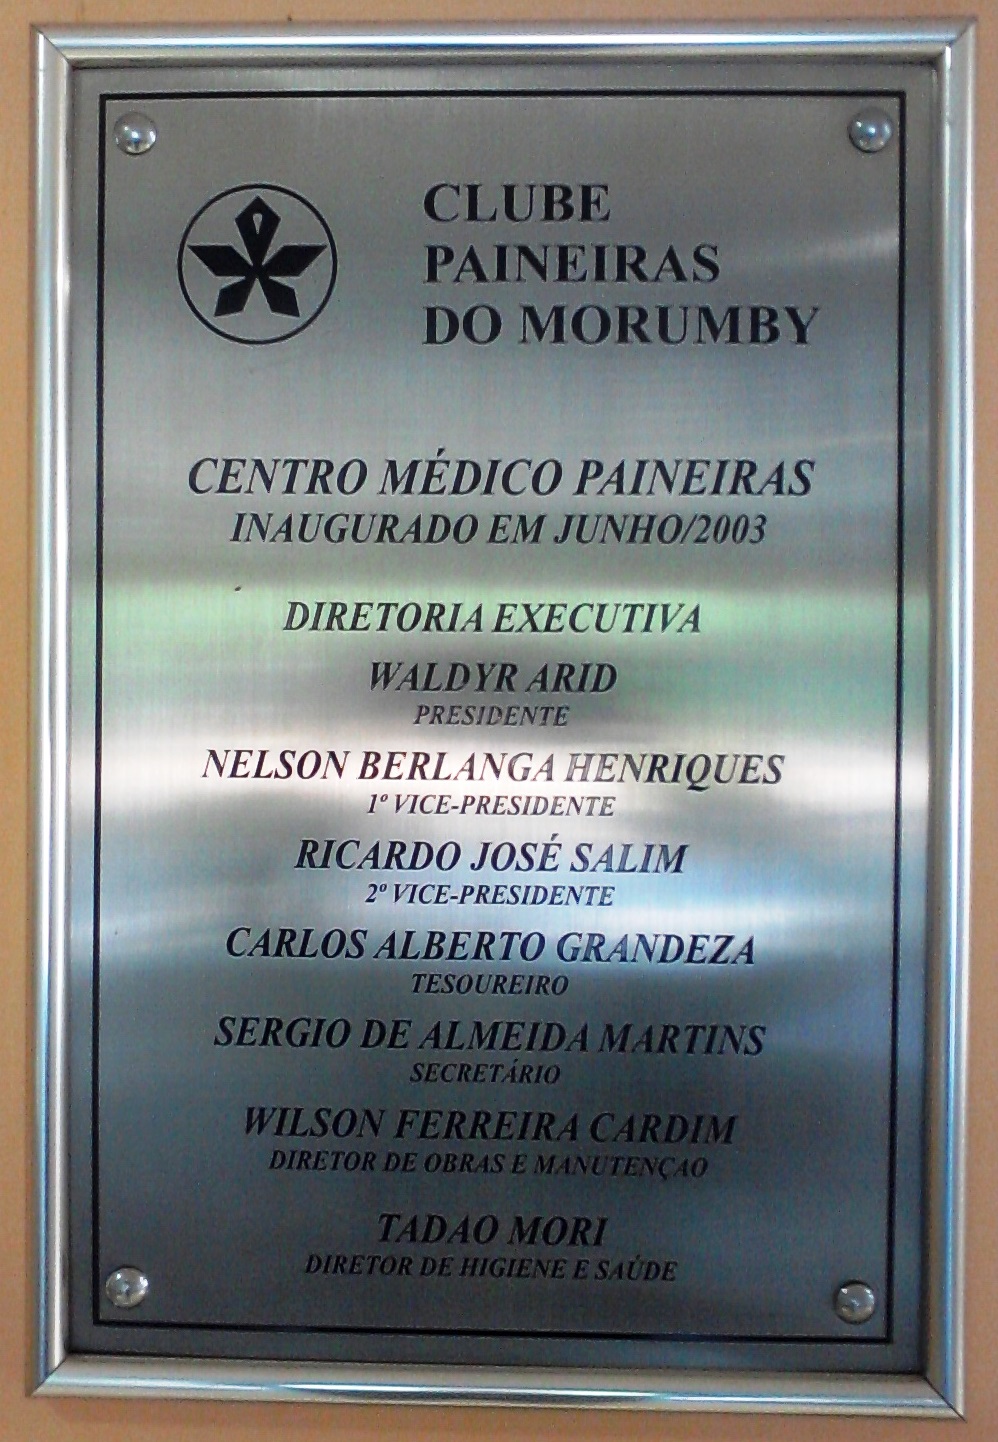 CLUBE
PAINEIRAS
DO MORUMBY
CENTRO MÉDICO PAINEIRAS
INAUGURADO EM JUNHO/2003
DIRETORIA EXECUTIVA
WALDYR ARID
PRESIDENTE
NELSON BERLANGA HENRIQUES
1º VICE-PRESIDENTE
RICARDO JOSÉ SALIM
2º VICE-PRESIDENTE
CARLOS ALBERTO GRANDEZA
TESOUREIRO
SERGIO DE ALMEIDA MARTINS
SECRETÁRIO
WILSON FERREIRA CARDIM
DIRETOR DE OBRAS E MANUTENÇAO
TADAO MORI
DIRETOR DE HIGIENE E SAÚDE